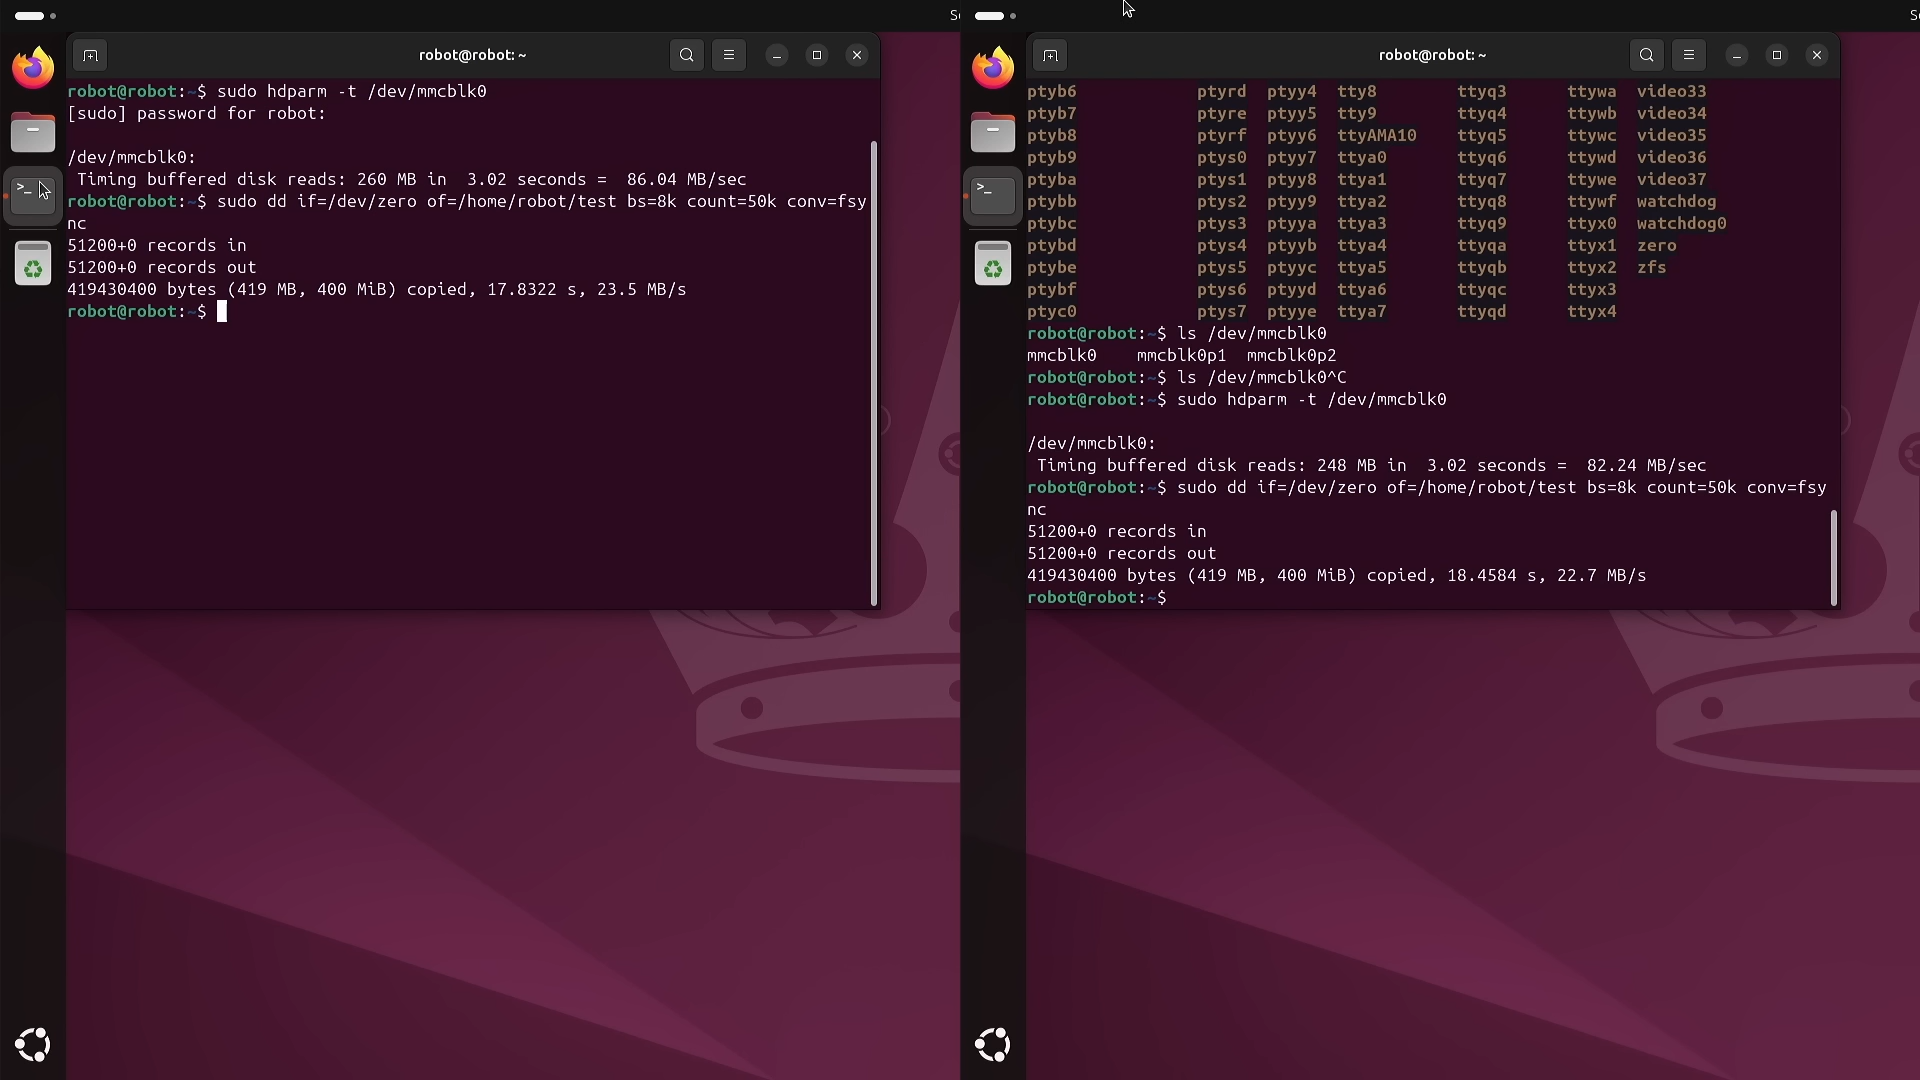 Sc
robot@robot: ~
robot@robot:~$ sudo hdparm -t /dev/mmcblk0
[sudo] password for robot:
/dev/mmcblk0:
 Timing buffered disk reads: 260 MB in  3.02 seconds =  86.04 MB/sec
robot@robot:~$ sudo dd if=/dev/zero of=/home/robot/test bs=8k count=50k conv=fsy
nc
51200+0 records in
51200+0 records out
419430400 bytes (419 MB, 400 MiB) copied, 17.8322 s, 23.5 MB/s
robot@robot:~$
robot@robot: ~
ptyb6 ptyrd ptyy4 tty8 ttyq3 ttywa video33
ptyb7 ptyre ptyy5 tty9 ttyq4 ttywb video34
ptyb8 ptyrf ptyy6 ttyAMA10 ttyq5 ttywc video35
ptyb9 ptys0 ptyy7 ttya0 ttyq6 ttywd video36
ptyba ptys1 ptyy8 ttya1 ttyq7 ttywe video37
ptybb ptys2 ptyy9 ttya2 ttyq8 ttywf watchdog
ptybc ptys3 ptyya ttya3 ttyq9 ttyx0 watchdog0
ptybd ptys4 ptyyb ttya4 ttyqa ttyx1 zero
ptybe ptys5 ptyyc ttya5 ttyqb ttyx2 zfs
ptybf ptys6 ptyyd ttya6 ttyqc ttyx3
ptyc0 ptys7 ptyye ttya7 ttyqd ttyx4
robot@robot:~$ ls /dev/mmcblk0
mmcblk0    mmcblk0p1  mmcblk0p2
robot@robot:~$ ls /dev/mmcblk0^C
robot@robot:~$ sudo hdparm -t /dev/mmcblk0
/dev/mmcblk0:
 Timing buffered disk reads: 248 MB in  3.02 seconds =  82.24 MB/sec
robot@robot:~$ sudo dd if=/dev/zero of=/home/robot/test bs=8k count=50k conv=fsy
nc
51200+0 records in
51200+0 records out
419430400 bytes (419 MB, 400 MiB) copied, 18.4584 s, 22.7 MB/s
robot@robot:~$